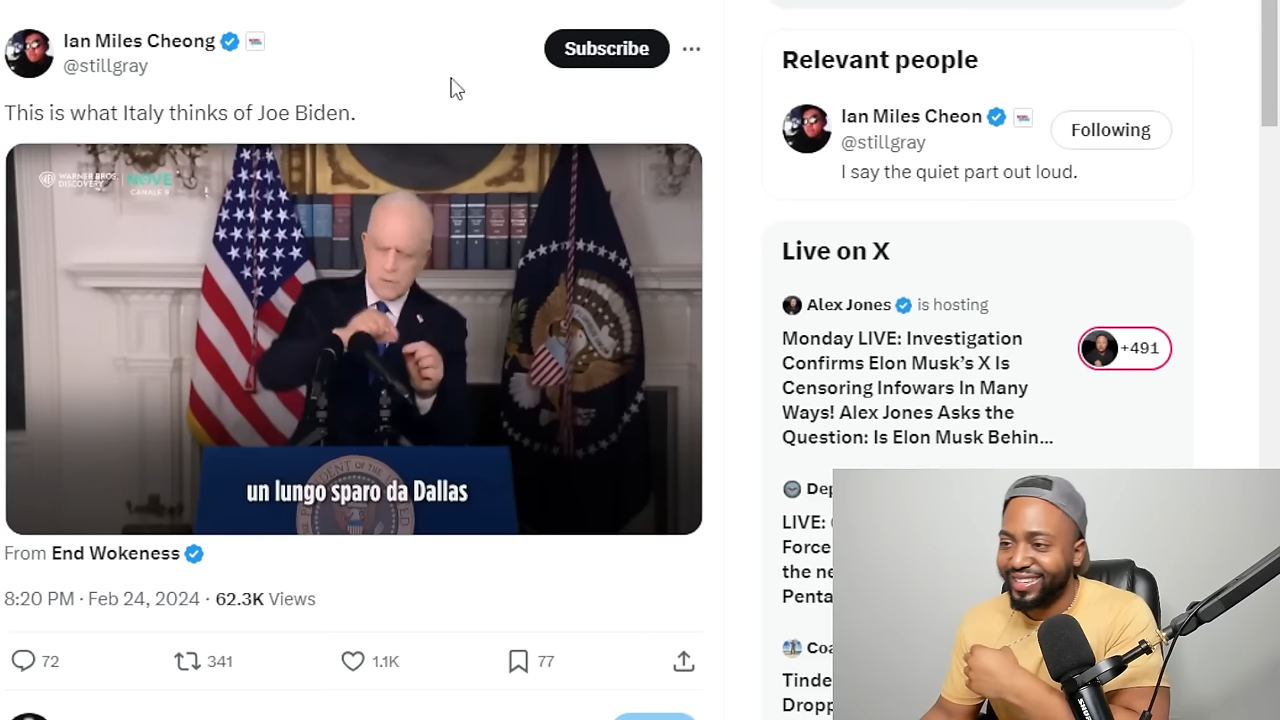 Ian Miles Cheong
@stillgray
Subscribe
This is what Italy thinks of Joe Biden.
WARNER BROS.
DISCOVERY
NOVE
CANALE 9
un lungo sparo da Dallas
From End Wokeness
8:20 PM · Feb 24, 2024 · 62.3K Views
72
341
1.1K
77
Relevant people
Ian Miles Cheon
@stillgray
Following
I say the quiet part out loud.
Live on X
Alex Jones is hosting
Monday LIVE: Investigation
Confirms Elon Musk's X Is
Censoring Infowars In Many
Ways! Alex Jones Asks the
Question: Is Elon Musk Behin...
+491
Dep
LIVE:
Force
the ne
Penta
Coa
Tinde
Dropp
SHURE